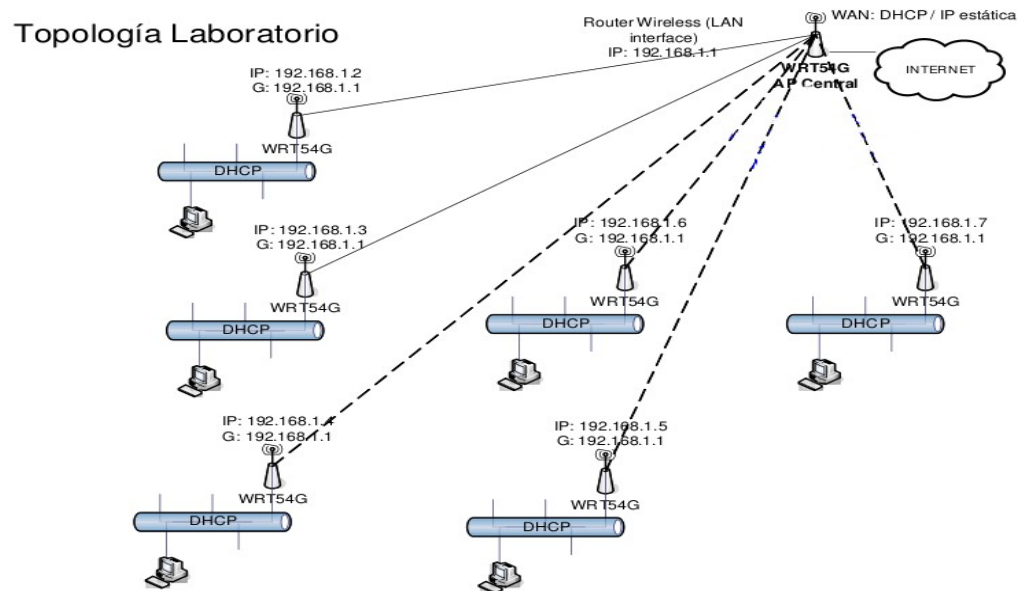 Topología Laboratorio
Router Wireless (LAN
interface)
IP: 192.168.1.1
WAN: DHCP / IP estática
WRT54G
AP Central
INTERNET
IP: 192.168.1.2
G: 192.168.1.1
WRT54G
DHCP
IP: 192.168.1.3
G: 192.168.1.1
WRT54G
DHCP
IP: 192.168.1.6
G: 192.168.1.1
WRT54G
DHCP
IP: 192.168.1.7
G: 192.168.1.1
WRT54G
DHCP
IP: 192.168.1.4
G: 192.168.1.1
WRT54G
DHCP
IP: 192.168.1.5
G: 192.168.1.1
WRT54G
DHCP